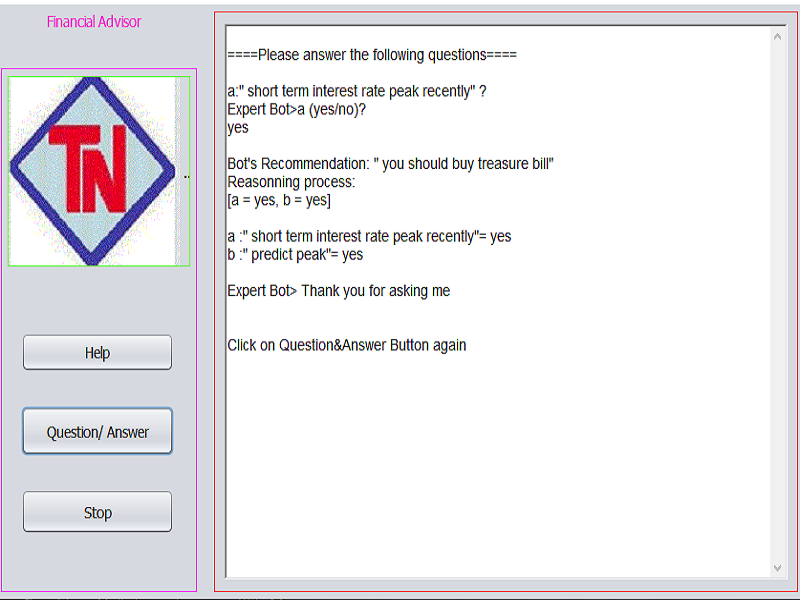 Financial Advisor
TN
..
Help
Question/ Answer
Stop
====Please answer the following questions====
a:" short term interest rate peak recently" ?
Expert Bot>a (yes/no)?
yes
Bot's Recommendation: " you should buy treasure bill"
Reasonning process:
[a = yes, b = yes]
a :" short term interest rate peak recently"= yes
b :" predict peak"= yes
Expert Bot> Thank you for asking me
Click on Question&Answer Button again